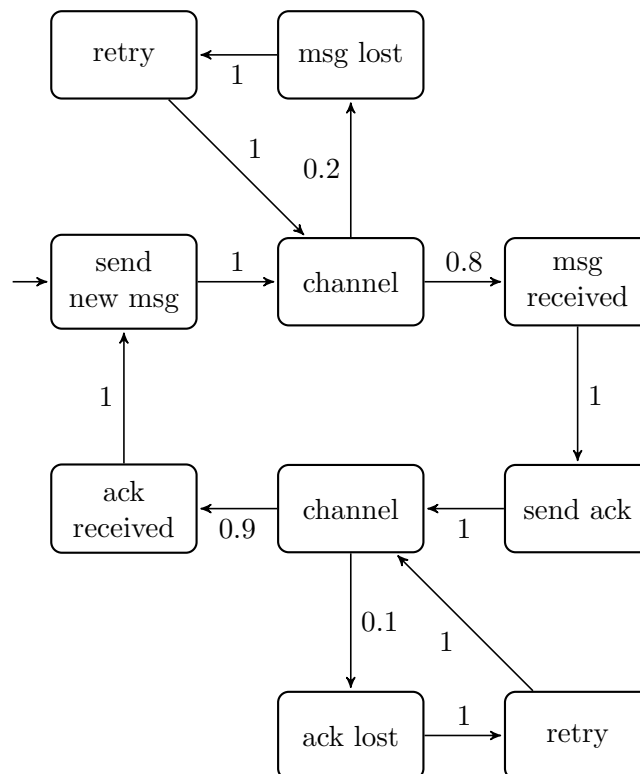 retry
msg lost
1
1
0.2
send
new msg
1
channel
0.8
msg
received
1
1
ack
received
0.9
channel
1
send ack
0.1
1
ack lost
1
retry